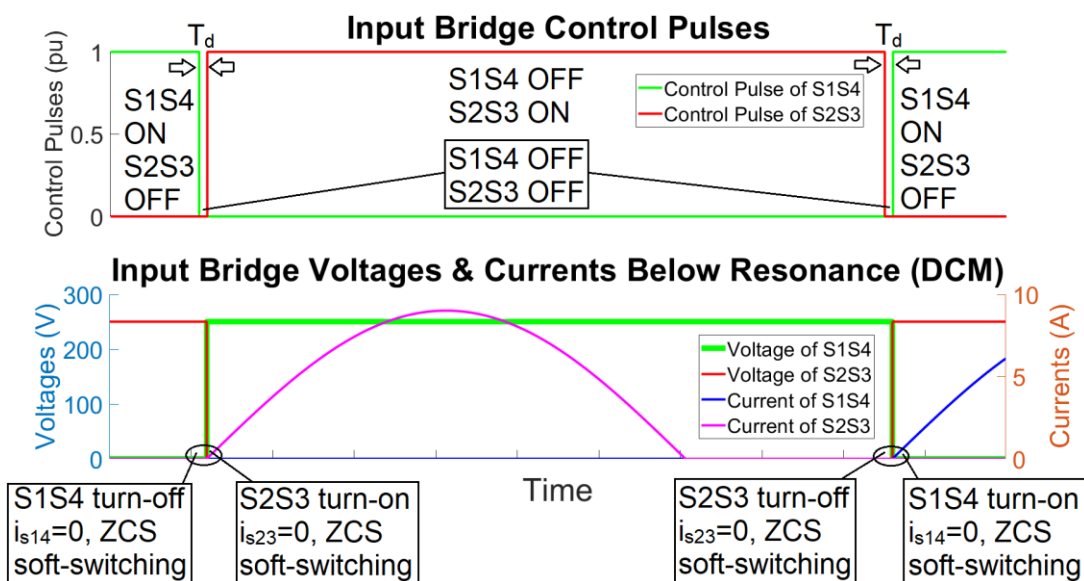 Input Bridge Control Pulses
Td
Td
Control Pulses (pu)
1
0.5
0
S1S4
ON
S2S3
OFF
S1S4 OFF
S2S3 ON
Control Pulse of S1S4
Control Pulse of S2S3
S1S4 OFF
S2S3 OFF
S1S4
ON
S2S3
OFF
Input Bridge Voltages & Currents Below Resonance (DCM)
Voltages (V)
300
200
100
0
Voltage of S1S4
Voltage of S2S3
Current of S1S4
Current of S2S3
10
5
0
Currents (A)
Time
S1S4 turn-off
is14=0, ZCS
soft-switching
S2S3 turn-on
is23=0, ZCS
soft-switching
S2S3 turn-off
is23=0, ZCS
soft-switching
S1S4 turn-on
is14=0, ZCS
soft-switching